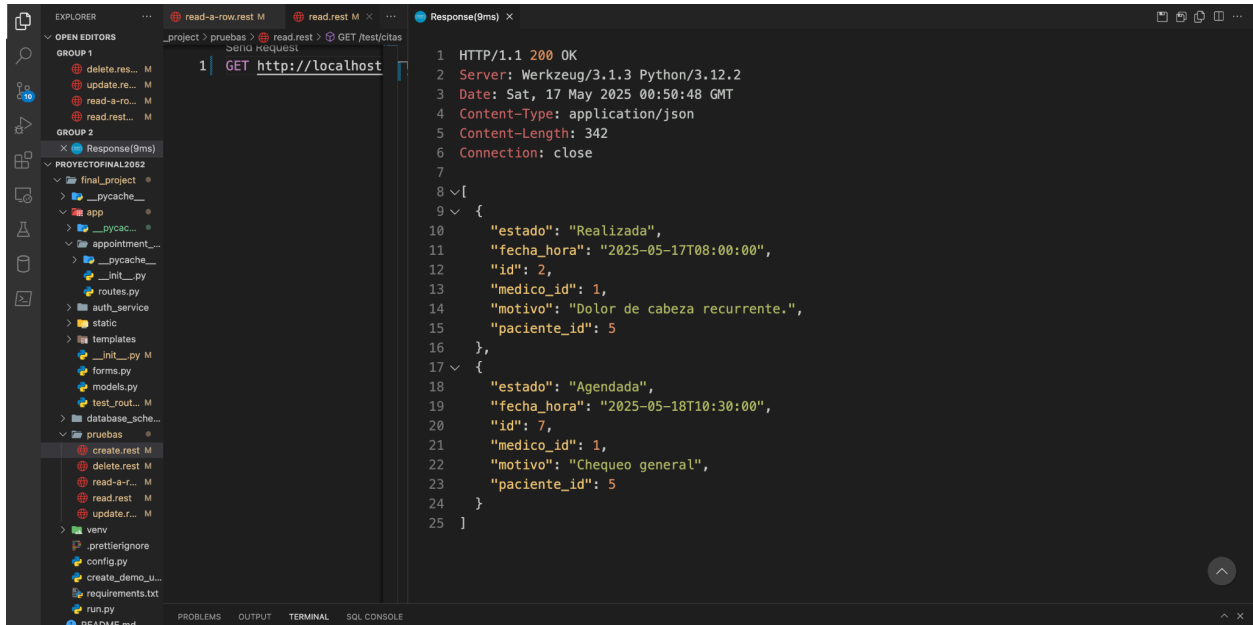 EXPLORER ···
OPEN EDITORS
GROUP 1
delete.res... M
update.re... M
read-a-ro... M
read.rest... M
GROUP 2
Response(9ms)
PROYECTOFINAL2052
final_project
__pycache__
app
__pycac...
appointment_...
__pycache__
__init__.py
routes.py
auth_service
static
templates
__init__.py M
forms.py
models.py
test_rout... M
database_sche...
pruebas
create.rest M
delete.rest M
read-a-r... M
read.rest M
update.r... M
venv
.prettierignore
config.py
create_demo_u...
requirements.txt
run.py
README.md
10
read-a-row.rest M read.rest M ···
_project > pruebas > read.rest > GET /test/citas
Send Request
1 GET http://localhost
Response(9ms)
1 HTTP/1.1 200 OK
2 Server: Werkzeug/3.1.3 Python/3.12.2
3 Date: Sat, 17 May 2025 00:50:48 GMT
4 Content-Type: application/json
5 Content-Length: 342
6 Connection: close
7
8 [
9 {
10 "estado": "Realizada",
11 "fecha_hora": "2025-05-17T08:00:00",
12 "id": 2,
13 "medico_id": 1,
14 "motivo": "Dolor de cabeza recurrente.",
15 "paciente_id": 5
16 },
17 {
18 "estado": "Agendada",
19 "fecha_hora": "2025-05-18T10:30:00",
20 "id": 7,
21 "medico_id": 1,
22 "motivo": "Chequeo general",
23 "paciente_id": 5
24 }
25 ]
PROBLEMS OUTPUT TERMINAL SQL CONSOLE